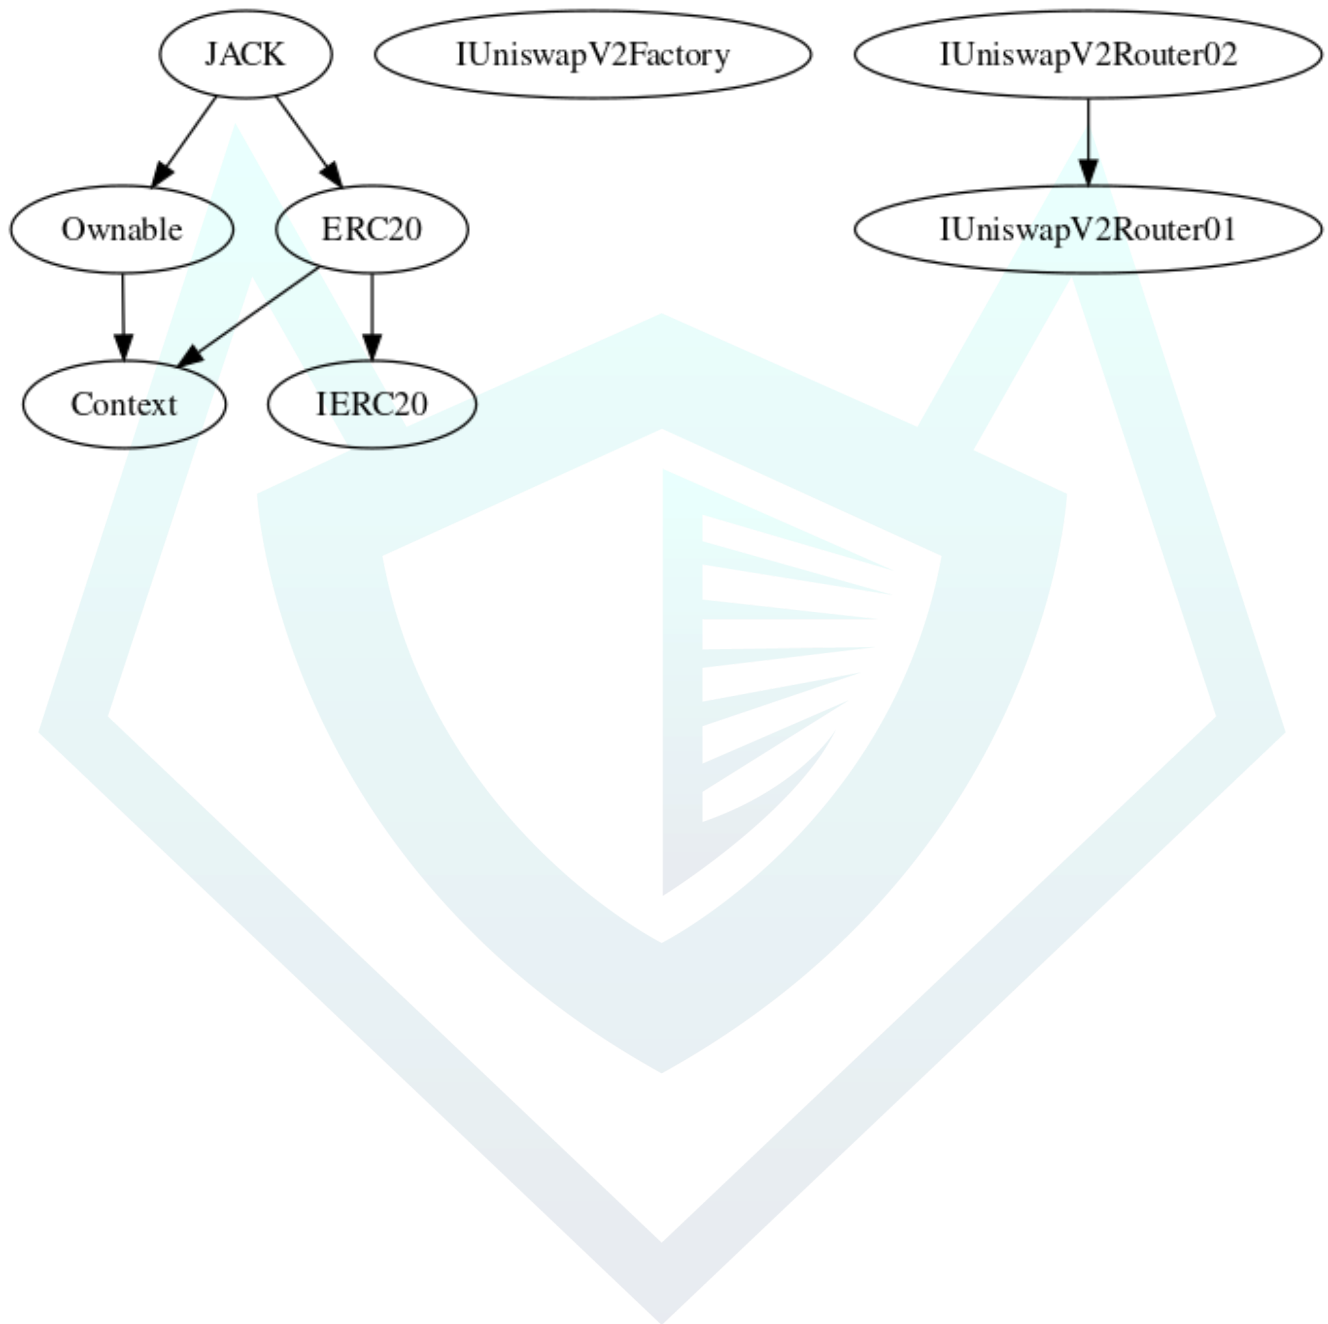 JACK
IUniswapV2Factory
IUniswapV2Router02
Ownable
ERC20
IUniswapV2Router01
Context
IERC20